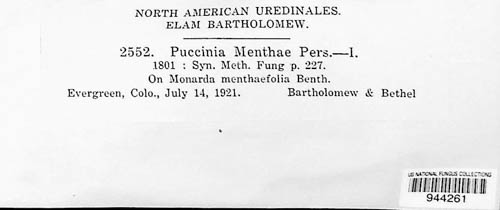 NORTH AMERICAN UREDINALES.
ELAM BARTHOLOMEW.
2552. Puccinia Menthae Pers.—I.
1801 : Syn. Meth. Fung p. 227.
On Monarda menthaefolia Benth.
Evergreen, Colo., July 14, 1921. Bartholomew & Bethel
US NATIONAL FUNGUS COLLECTIONS
944261